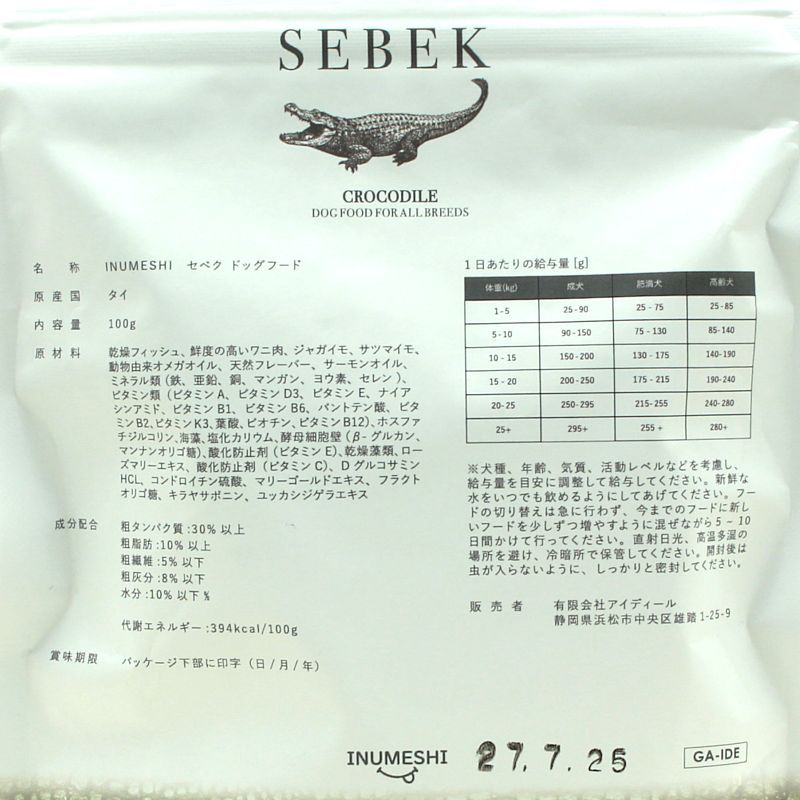 SEBEK
CROCODILE
DOG FOOD FOR ALL BREEDS
名 称 INUMESHI セベク ドッグフード
原産国 タイ
内容量 100g
原材料 乾燥フィッシュ、鮮度の高いワニ肉、ジャガイモ、サツマイモ、
動物由来オメガオイル、天然フレーバー、サーモンオイル、
ミネラル類（鉄、亜鉛、銅、マンガン、ヨウ素、セレン）、
ビタミン類（ビタミン A、ビタミン D3、ビタミン E、ナイア
シンアミド、ビタミン B1、ビタミン B6、パントテン酸、ビタ
ミンB2,ビタミンK3､葉酸､ビオチン､ビタミンB12)､ホスファ
チジルコリン､海藻､塩化カリウム､酵母細胞壁（β- グルカン、
マンナンオリゴ糖）､酸化防止剤（ビタミン E)､乾燥藻類､ロー
ズマリーエキス、酸化防止剤（ビタミン C）、D グルコサミン
HCL、コンドロイチン硫酸、マリーゴールドエキス、フラクト
オリゴ糖、キラヤサポニン、ユッカシジゲラエキス
成分配合 粗タンパク質 :30% 以上
粗脂肪 :10% 以上
粗繊維 :5% 以下
粗灰分 :8% 以下
水分 :10% 以下 %
代謝エネルギー :394kcal/100g
賞味期限 パッケージ下部に印字（日 / 月 / 年）
1日あたりの給与量 [g]
体重(kg) 成犬 肥満犬 高齢犬
1-5 25-90 25 - 75 25-85
5-10 90-150 75 - 130 85-140
10 - 15 150-200 130 - 175 140-190
15 - 20 200-250 175 - 215 190-240
20-25 250-295 215-255 240-280
25+ 295+ 255 + 280+
※犬種、年齢、気質、活動レベルなどを考慮し、
給与量を目安に調整して給与してください。新鮮な
水をいつでも飲めるようにしてあげてください。フー
ドの切り替えは急に行わず、今までのフードに新し
いフードを少しずつ増やすように混ぜながら 5 ~ 10
日間かけて行ってください。直射日光、高温多湿の
場所を避け、冷暗所で保管してください。開封後は
虫が入らないように、しっかりと密封してください。
販売者 有限会社アイディール
静岡県浜松市中央区雄踏 1-25-9
INUMESHI
27.7.25
GA-IDE